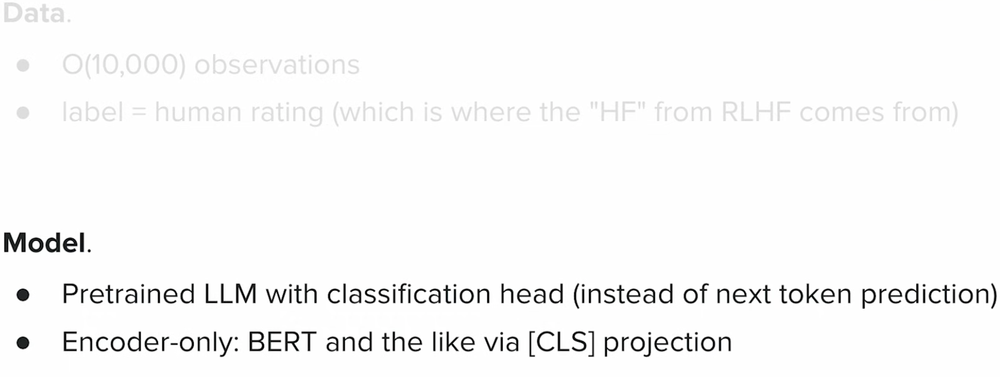 Data.
● O(10,000) observations
● label = human rating (which is where the "HF" from RLHF comes from)
Model.
● Pretrained LLM with classification head (instead of next token prediction)
● Encoder-only: BERT and the like via [CLS] projection